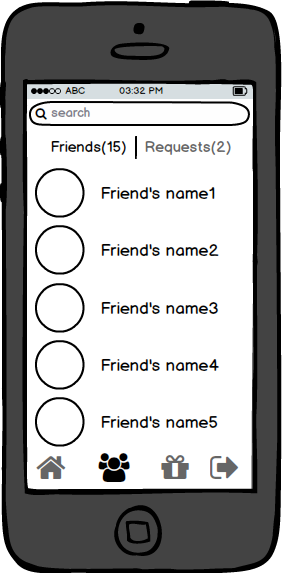 ABC 03:32 PM
search
Friends(15) Requests(2)
Friend's name1
Friend's name2
Friend's name3
Friend's name4
Friend's name5